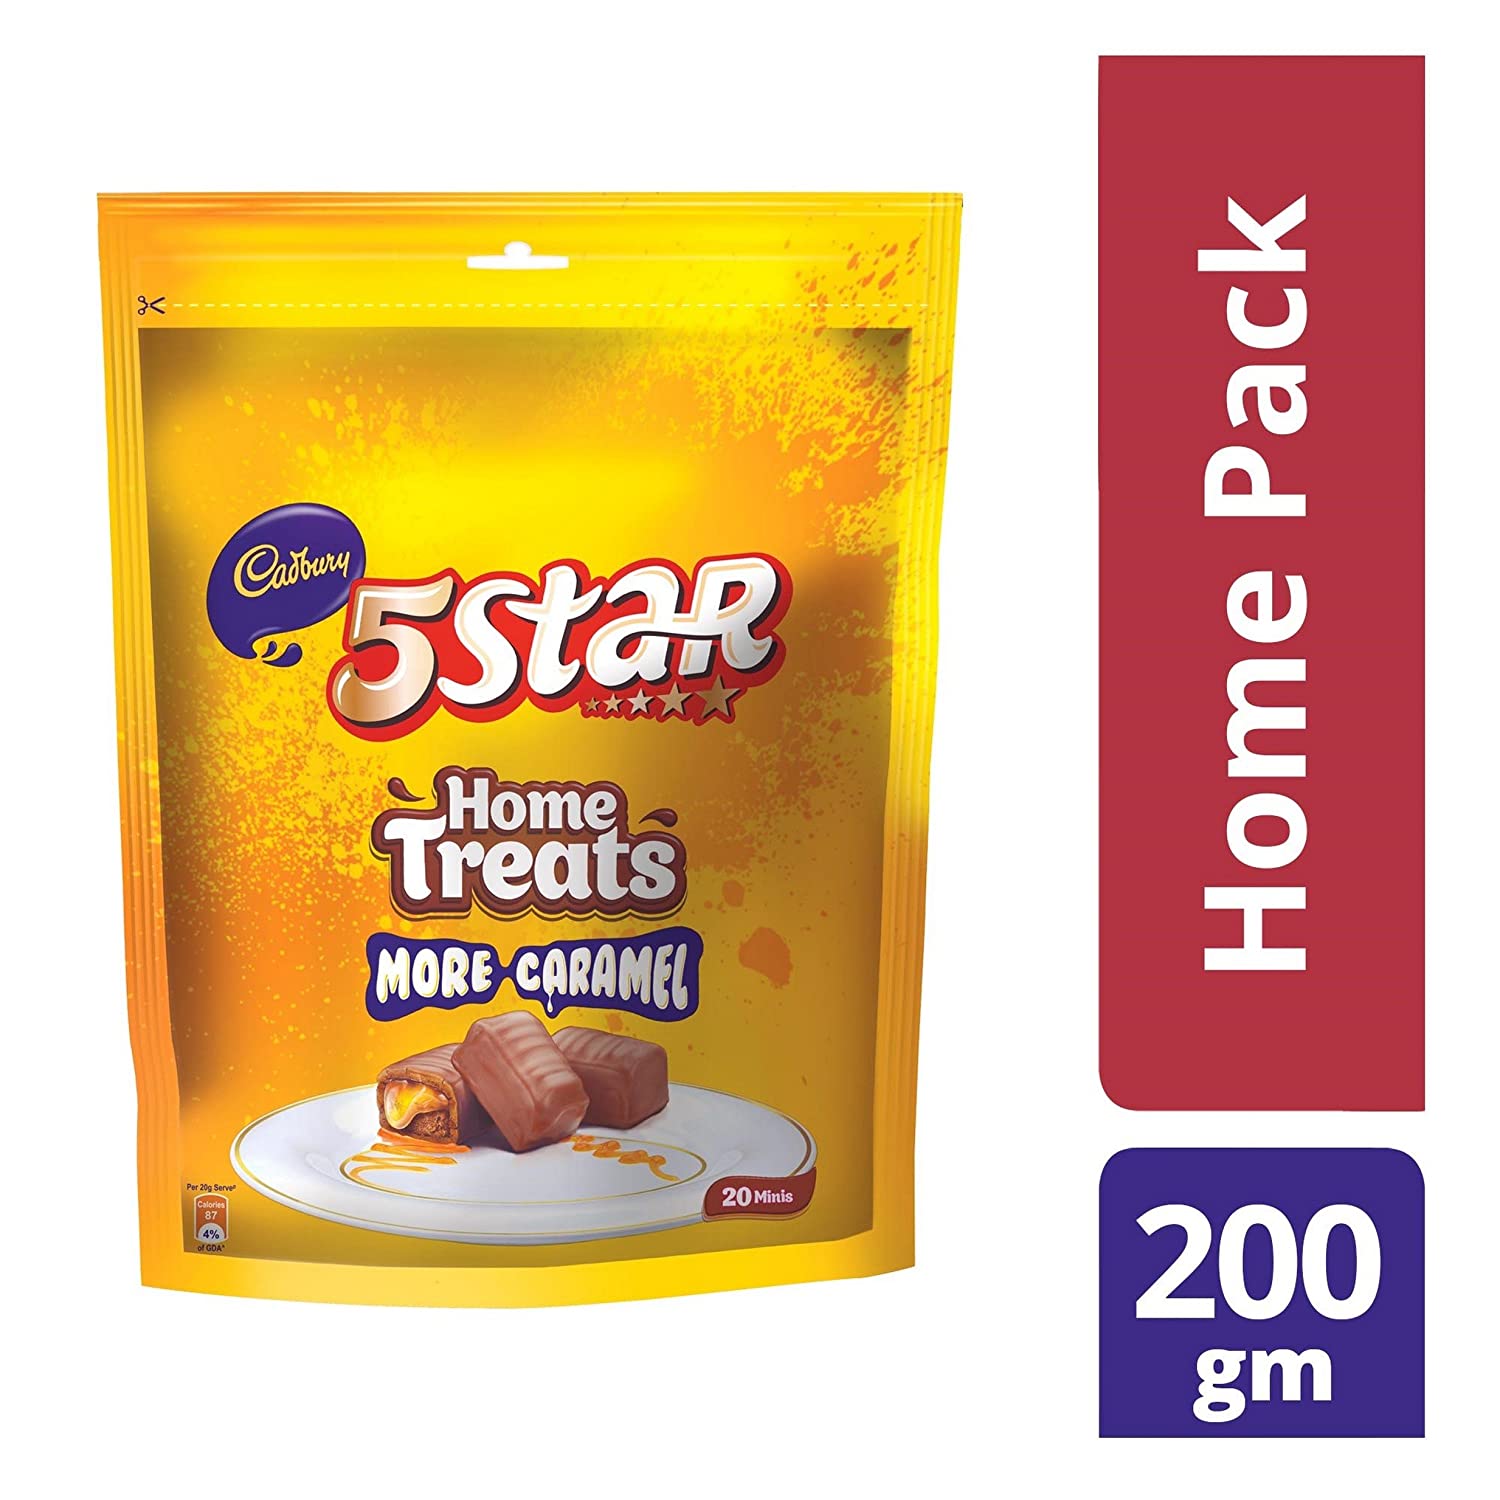 Cadbury
5Star
Home
Treats
MORE CARAMEL
Per 20g Serve*
Calories
87
4%
of GDA*
20 Minis
Home Pack
200
gm